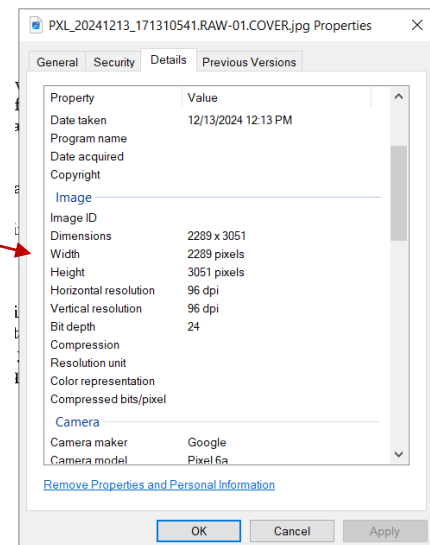 PXL_20241213_171310541.RAW-01.COVER.jpg Properties
General Security Details Previous Versions
Property Value
Date taken 12/13/2024 12:13 PM
Program name
Date acquired
Copyright
Image
Image ID
Dimensions 2289 x 3051
Width 2289 pixels
Height 3051 pixels
Horizontal resolution 96 dpi
Vertical resolution 96 dpi
Bit depth 24
Compression
Resolution unit
Color representation
Compressed bits/pixel
Camera
Camera maker Google
Camera model Pixel 6a
Remove Properties and Personal Information
OK Cancel Apply